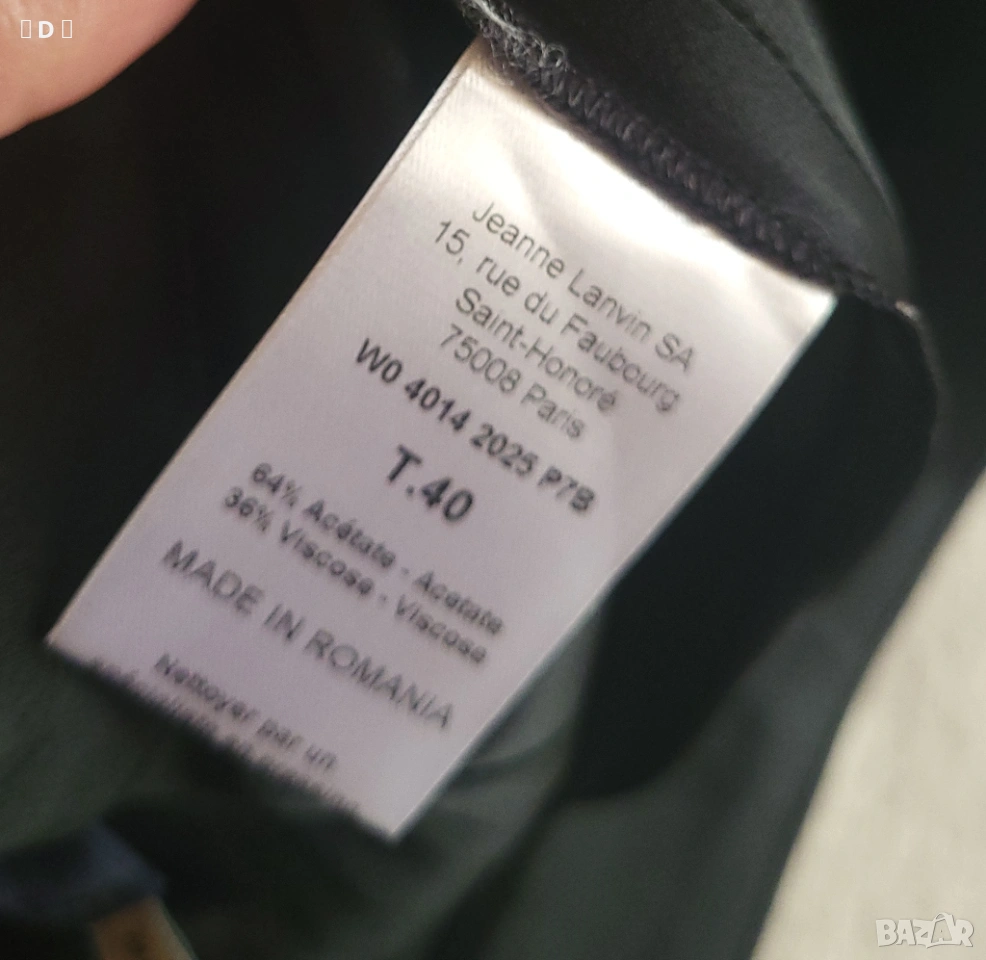 D
Jeanne Lanvin SA
15, rue du Faubourg
Saint-Honoré
75008 Paris
W0 4014 2025 P7B
T.40
64% Acétate - Acetate
36% Viscose - Viscose
MADE IN ROMANIA
Nettoyer par un
BAZAR